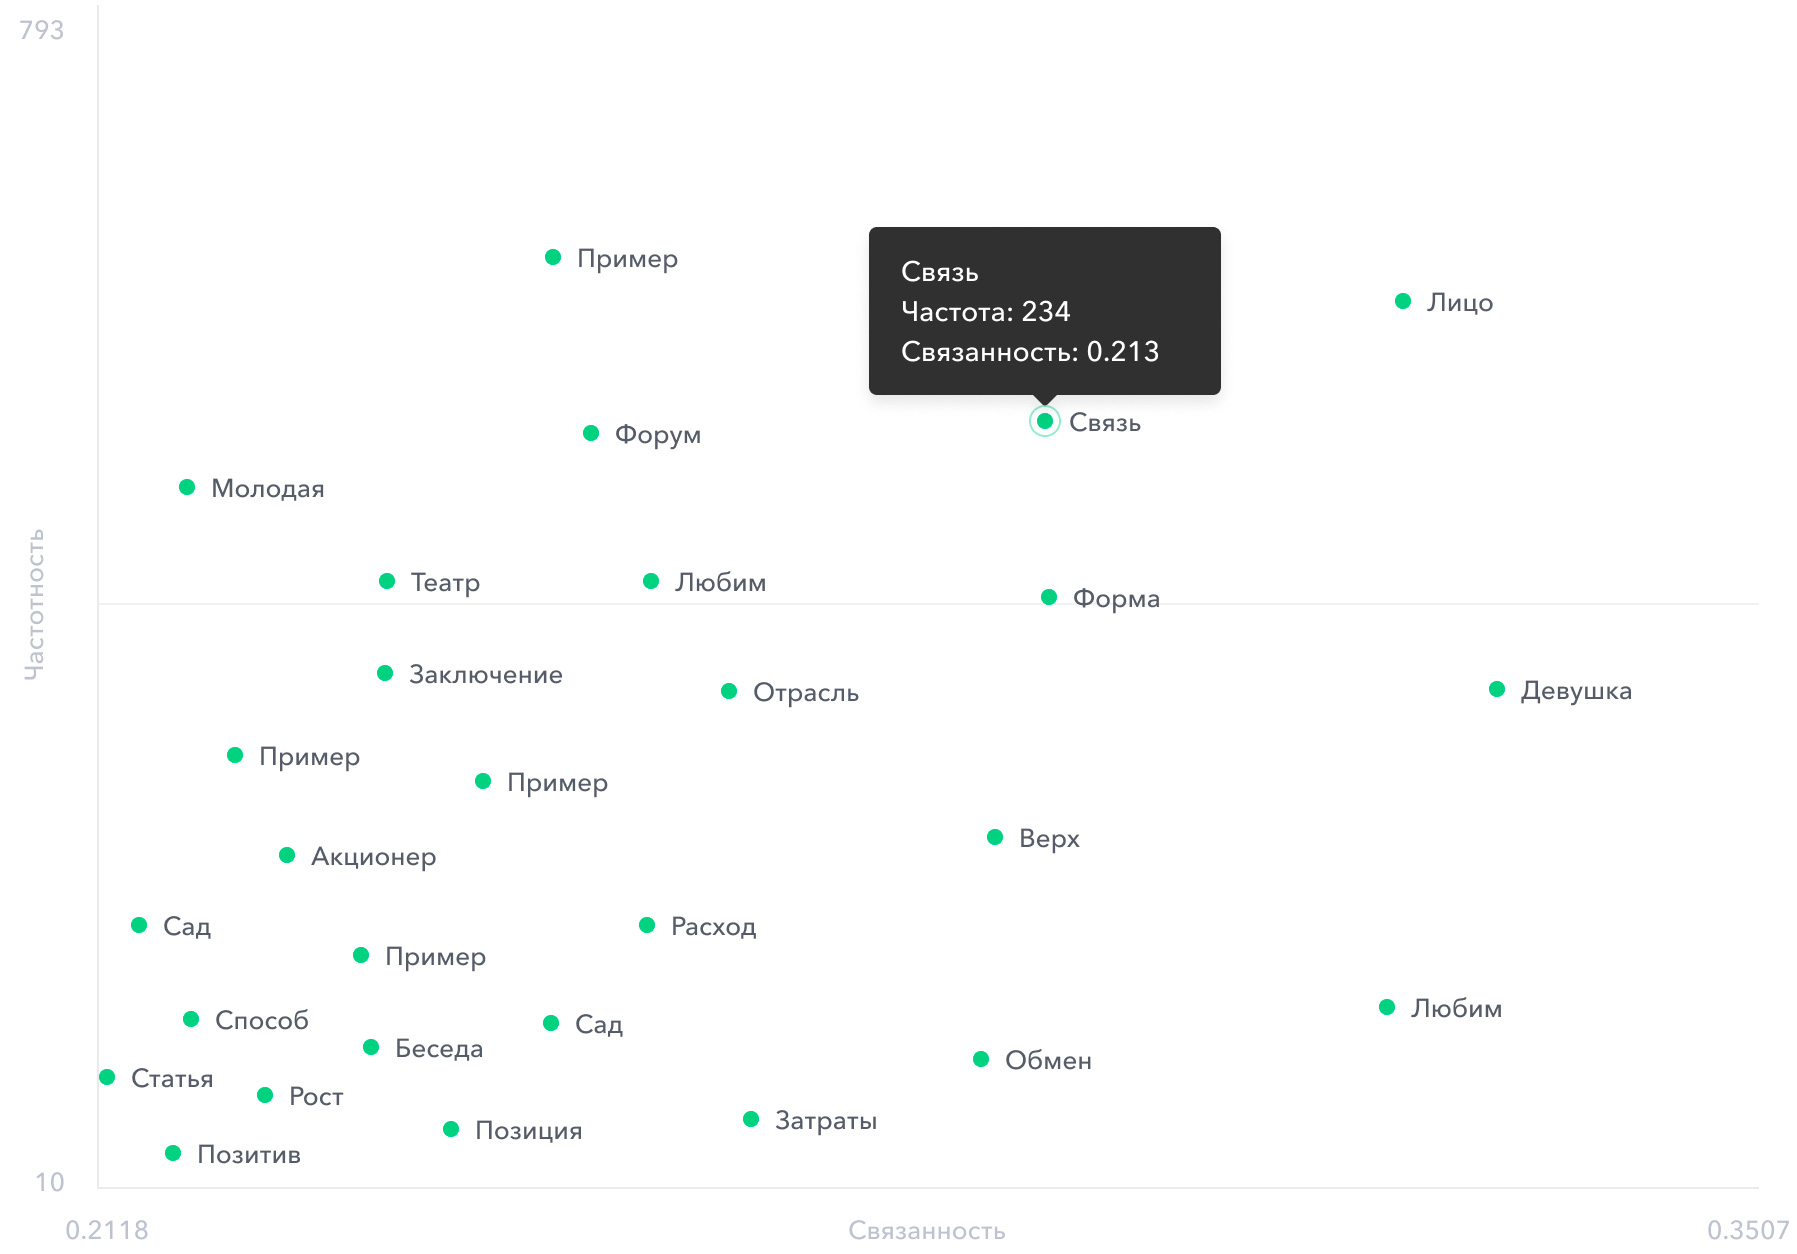 793
Пример
Связь
Частота: 234
Связанность: 0.213
Лицо
Связь
Форум
Молодая
Частотность
Театр
Любим
Форма
Заключение
Отрасль
Девушка
Пример
Пример
Верх
Акционер
Сад
Расход
Пример
Любим
Способ
Сад
Беседа
Обмен
Статья
Рост
Затраты
Позиция
Позитив
10
0.2118
Связанность
0.3507